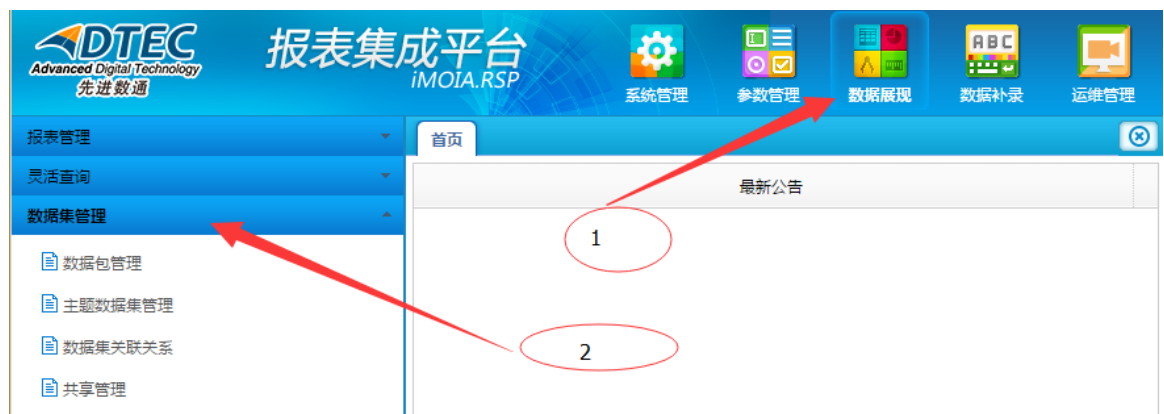 ADTEC
Advanced Digital Technology
先进数通
报表集成平台
iMOIA.RSP
系统管理
参数管理
数据展现
ABC
数据补录
运维管理
报表管理
灵活查询
数据集管理
数据包管理
主题数据集管理
数据集关联关系
共享管理
首页
最新公告
1
2